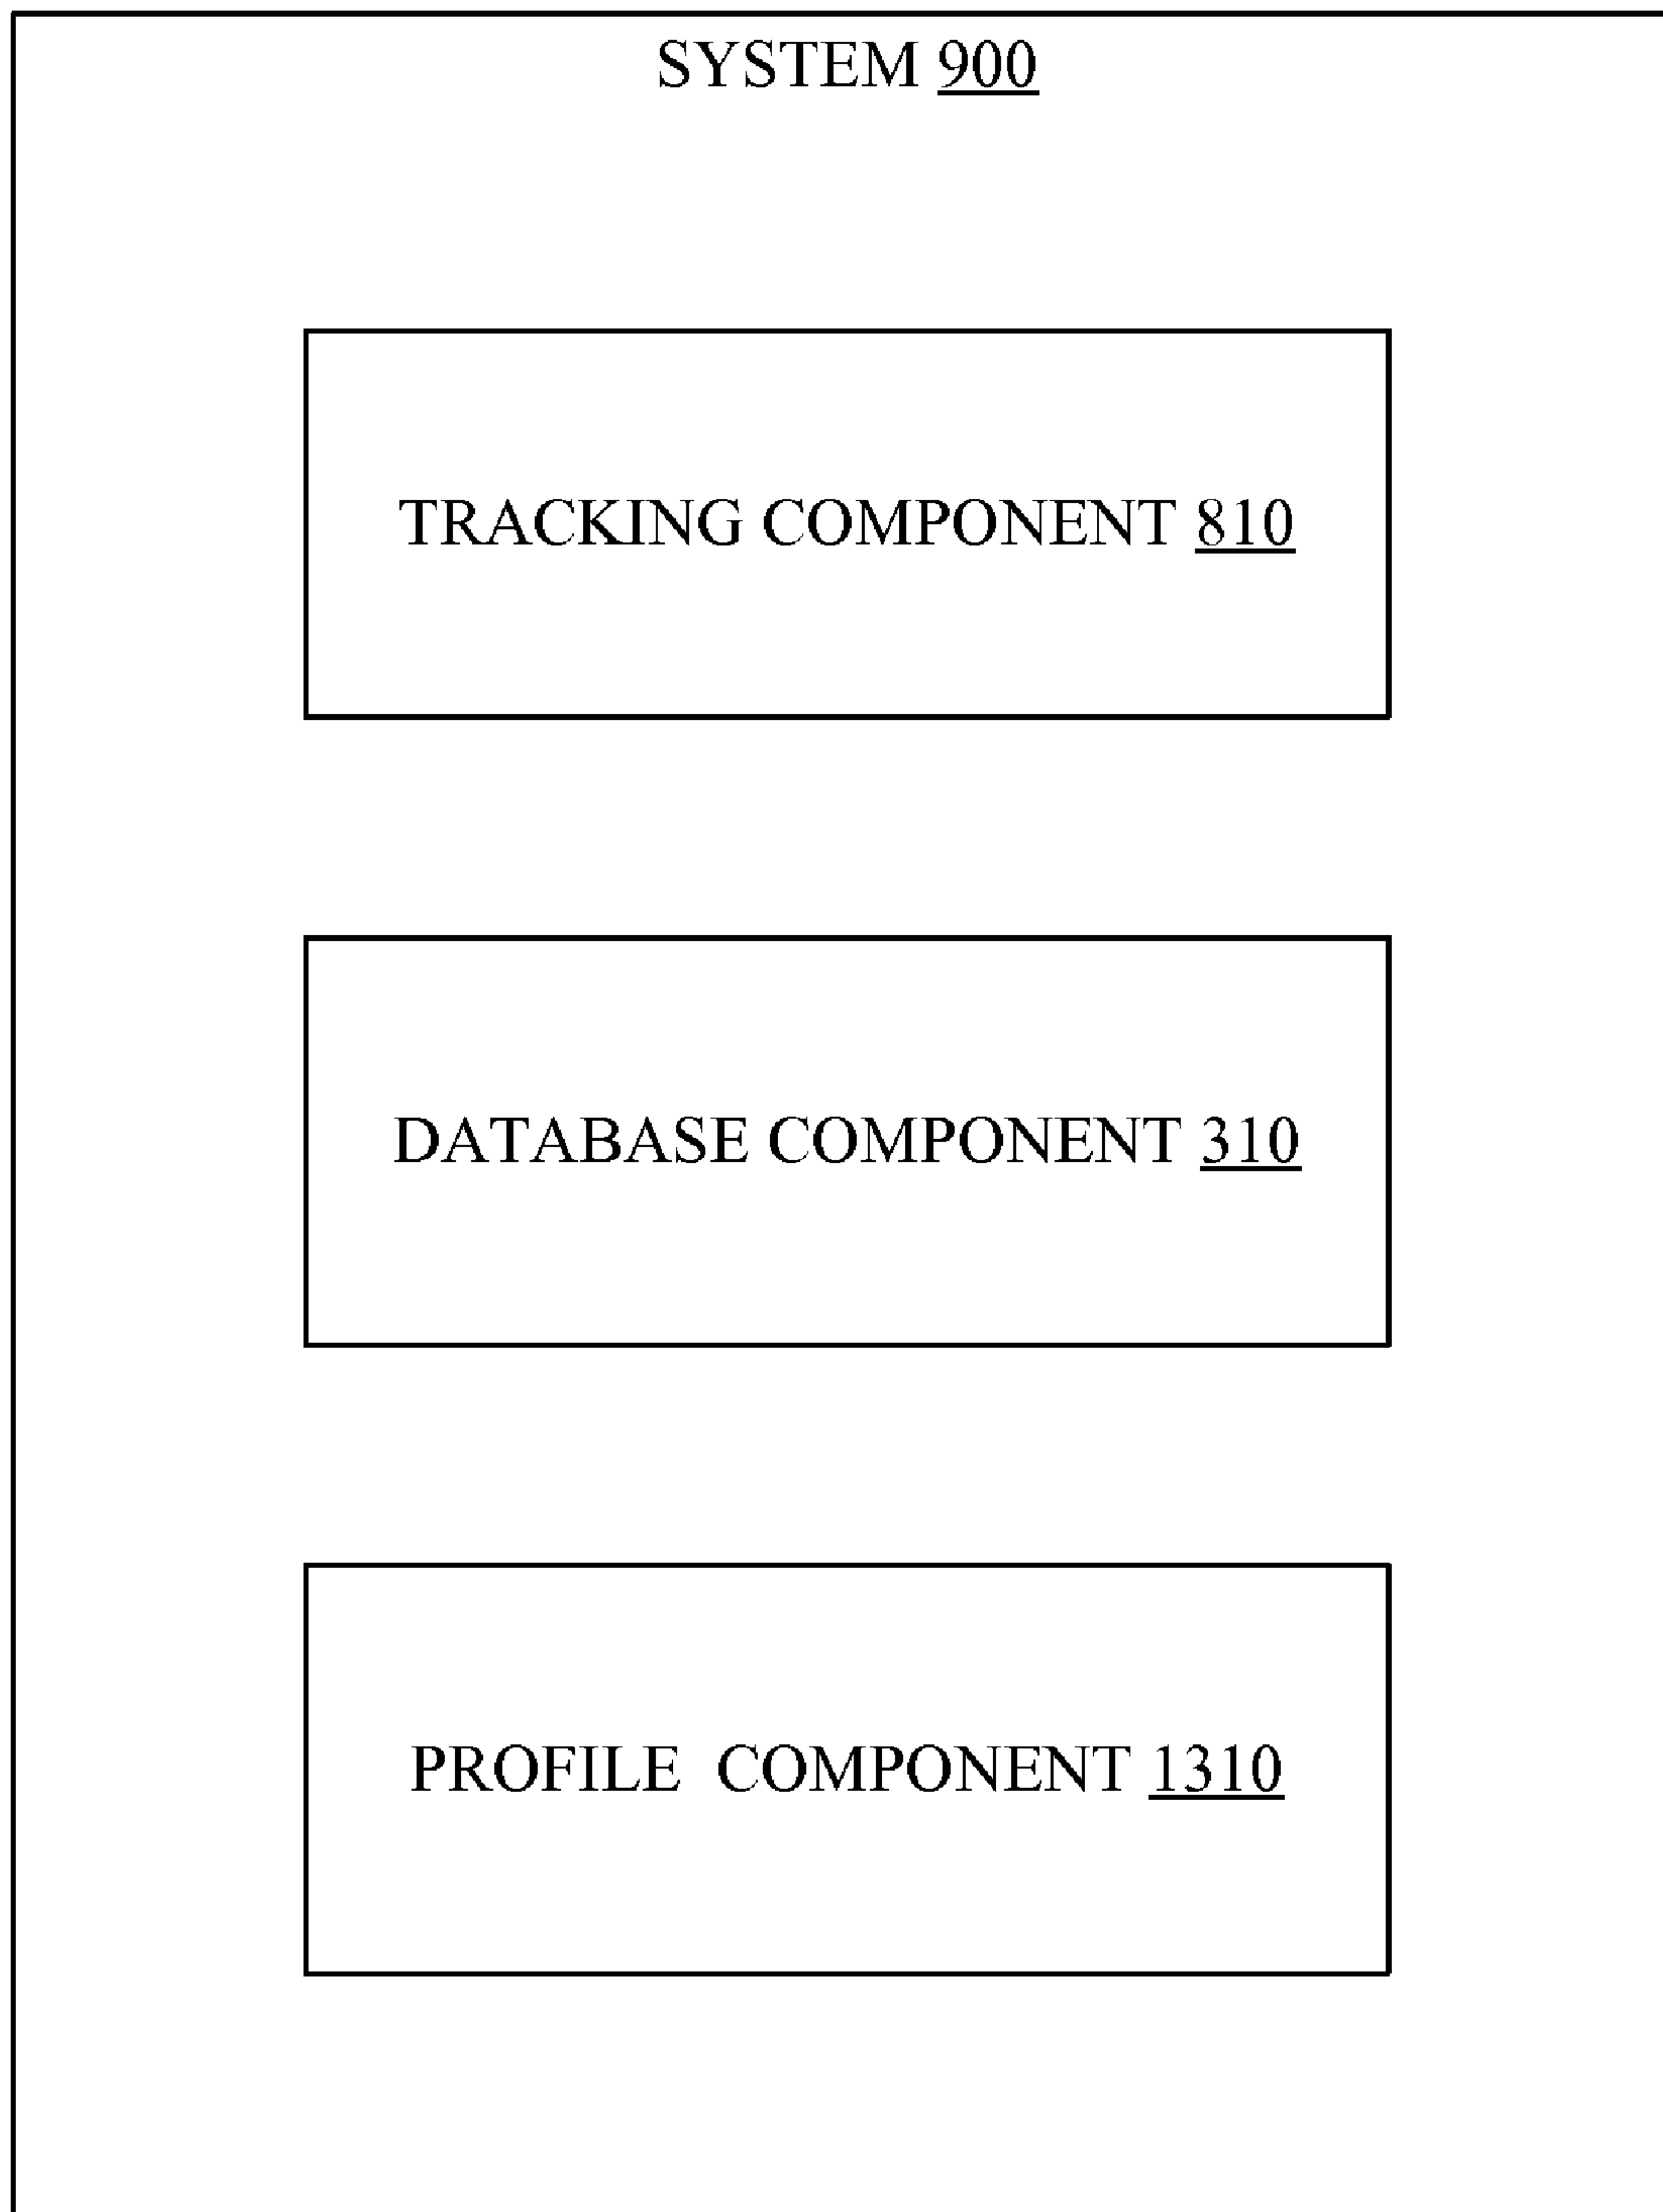 SYSTEM 900
TRACKING COMPONENT 810
DATABASE COMPONENT 310
PROFILE COMPONENT 1310